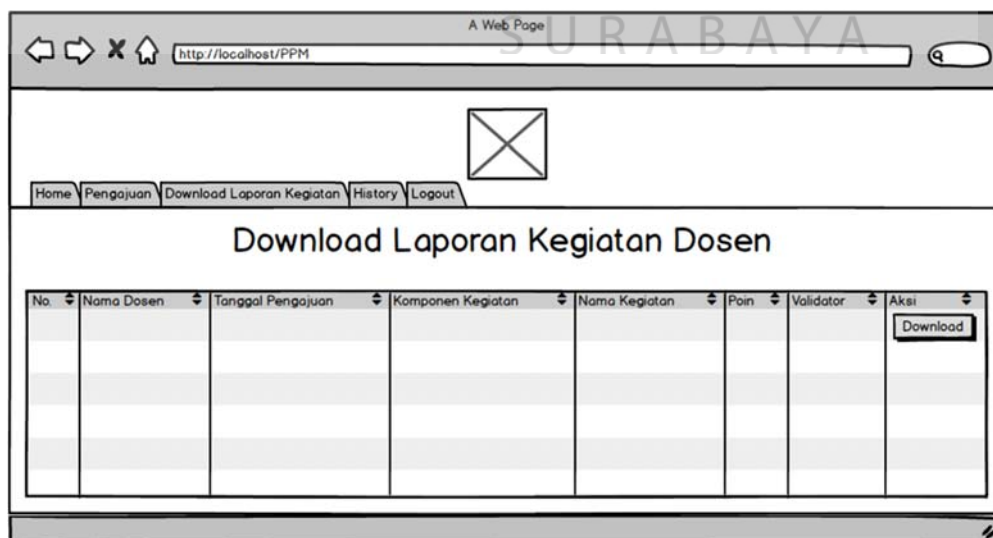 A Web Page
SURABAYA
http://localhost/PPM
Home Pengajuan Download Laporan Kegiatan History Logout
Download Laporan Kegiatan Dosen
No. Nama Dosen Tanggal Pengajuan Komponen Kegiatan Nama Kegiatan Poin Validator Aksi
Download